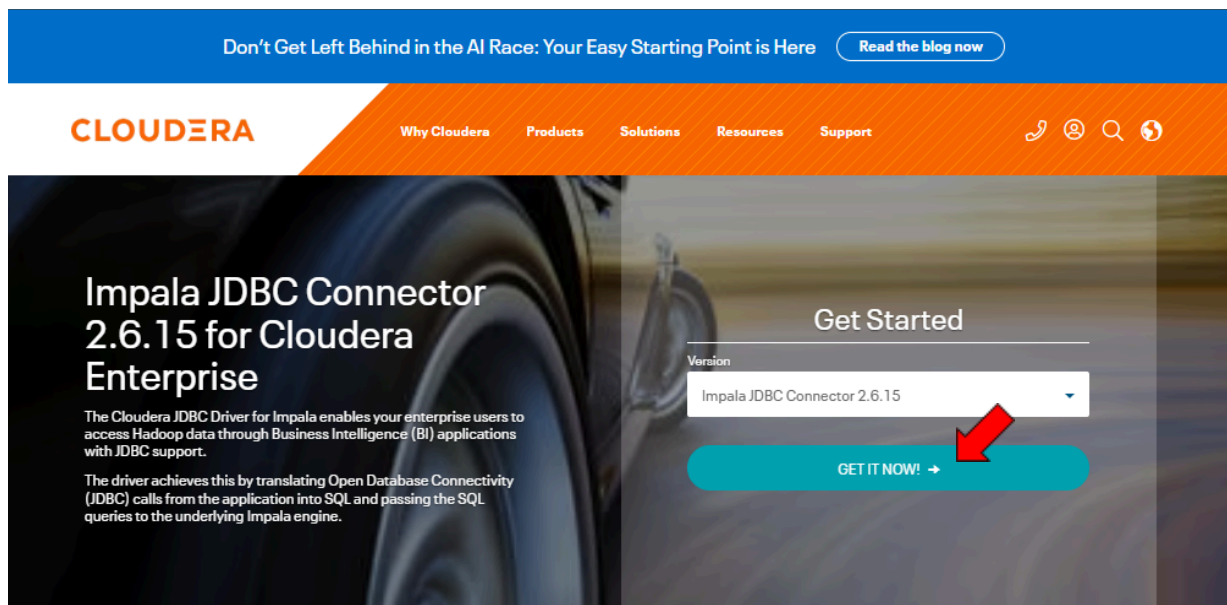 Don't Get Left Behind in the AI Race: Your Easy Starting Point is Here
Read the blog now
CLOUDERA
Why Cloudera
Products
Solutions
Resources
Support
Impala JDBC Connector
2.6.15 for Cloudera
Enterprise
The Cloudera JDBC Driver for Impala enables your enterprise users to
access Hadoop data through Business Intelligence (BI) applications
with JDBC support.
The driver achieves this by translating Open Database Connectivity
(JDBC) calls from the application into SQL and passing the SQL
queries to the underlying Impala engine.
Get Started
Version
Impala JDBC Connector 2.6.15
GET IT NOW! →